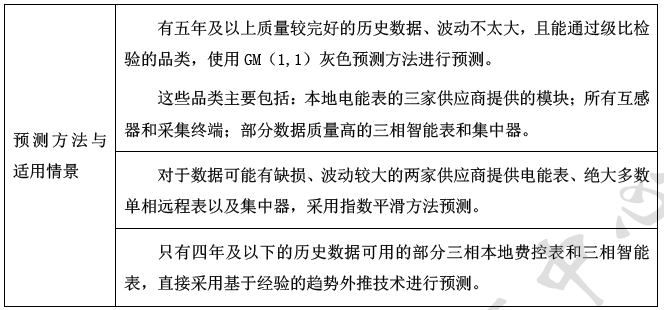 预测方法与
适用情景
有五年及以上质量较完好的历史数据、波动不太大，且能通过级比检
验的品类，使用 GM（1,1）灰色预测方法进行预测。
这些品类主要包括：本地电能表的三家供应商提供的模块；所有互感
器和采集终端；部分数据质量高的三相智能表和集中器。
对于数据可能有缺损、波动较大的两家供应商提供电能表、绝大多数
单相远程表以及集中器，采用指数平滑方法预测。
只有四年及以下的历史数据可用的部分三相本地费控表和三相智能
表，直接采用基于经验的趋势外推技术进行预测。
中心